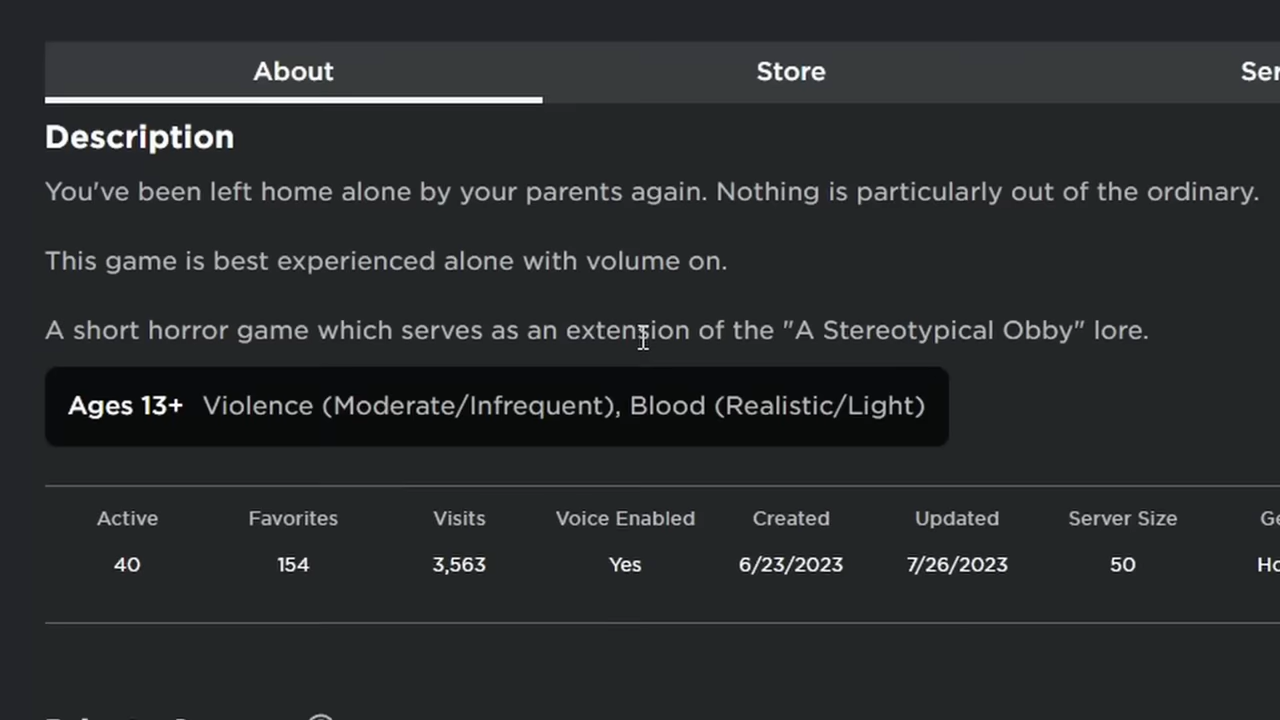 About Store
Description
You've been left home alone by your parents again. Nothing is particularly out of the ordinary.
This game is best experienced alone with volume on.
A short horror game which serves as an extension of the "A Stereotypical Obby" lore.
Ages 13+ Violence (Moderate/Infrequent), Blood (Realistic/Light)
Active Favorites Visits Voice Enabled Created Updated Server Size
40 154 3,563 Yes 6/23/2023 7/26/2023 50